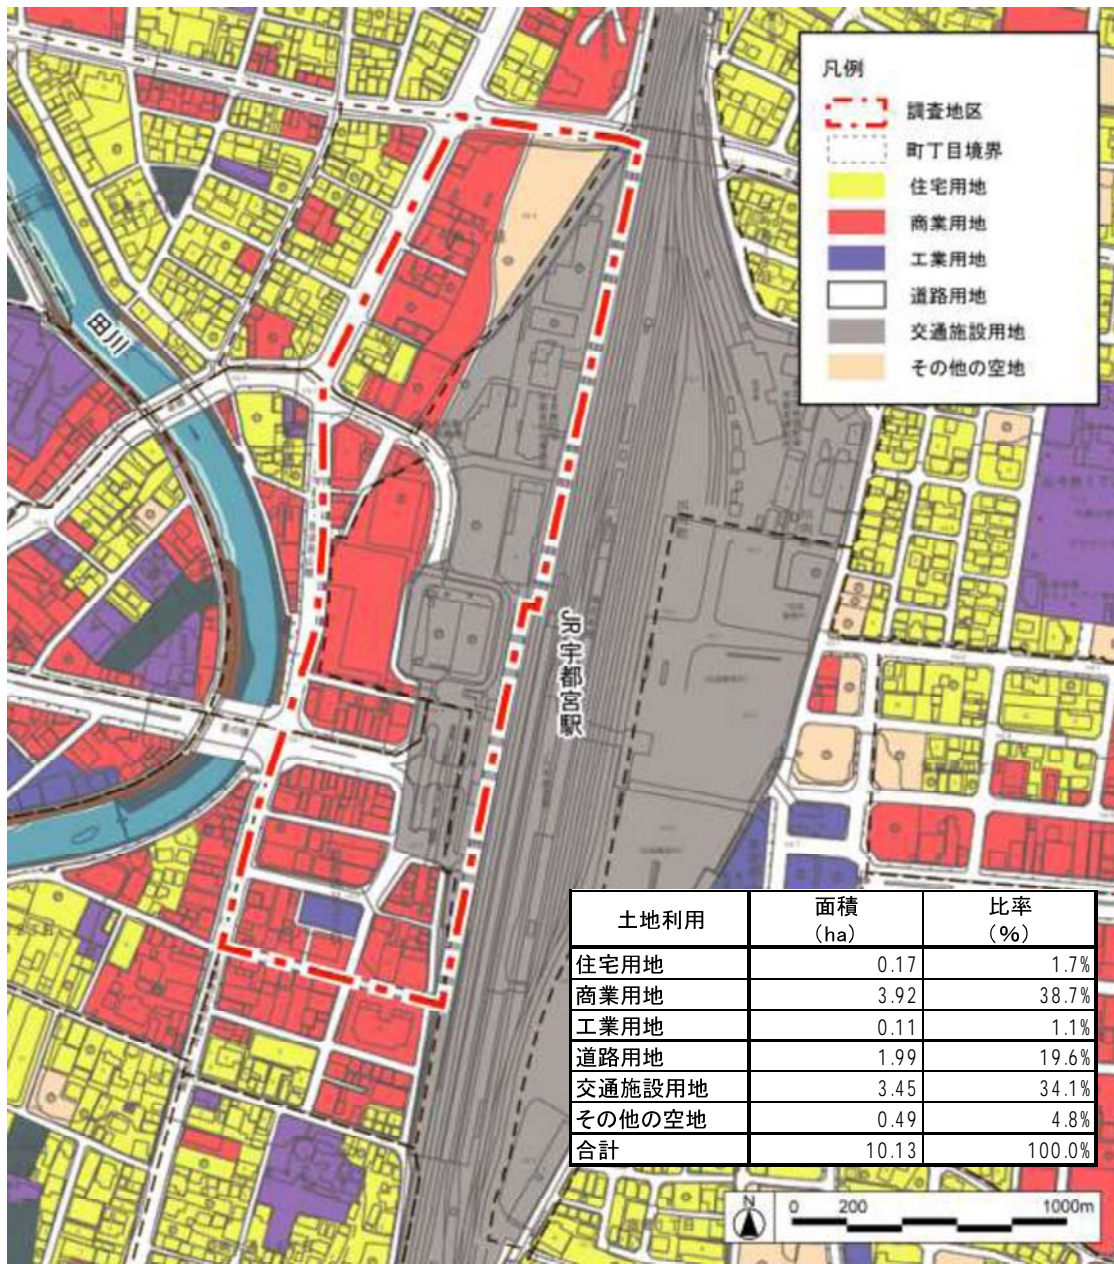 凡例
調査地区
町丁目境界
住宅用地
商業用地
工業用地
道路用地
交通施設用地
その他の空地
田川
JR宇都宮駅
土地利用 面積 比率
(ha) (%)
住宅用地 0.17 1.7%
商業用地 3.92 38.7%
工業用地 0.11 1.1%
道路用地 1.99 19.6%
交通施設用地 3.45 34.1%
その他の空地 0.49 4.8%
合計 10.13 100.0%
N 0 200 1000m